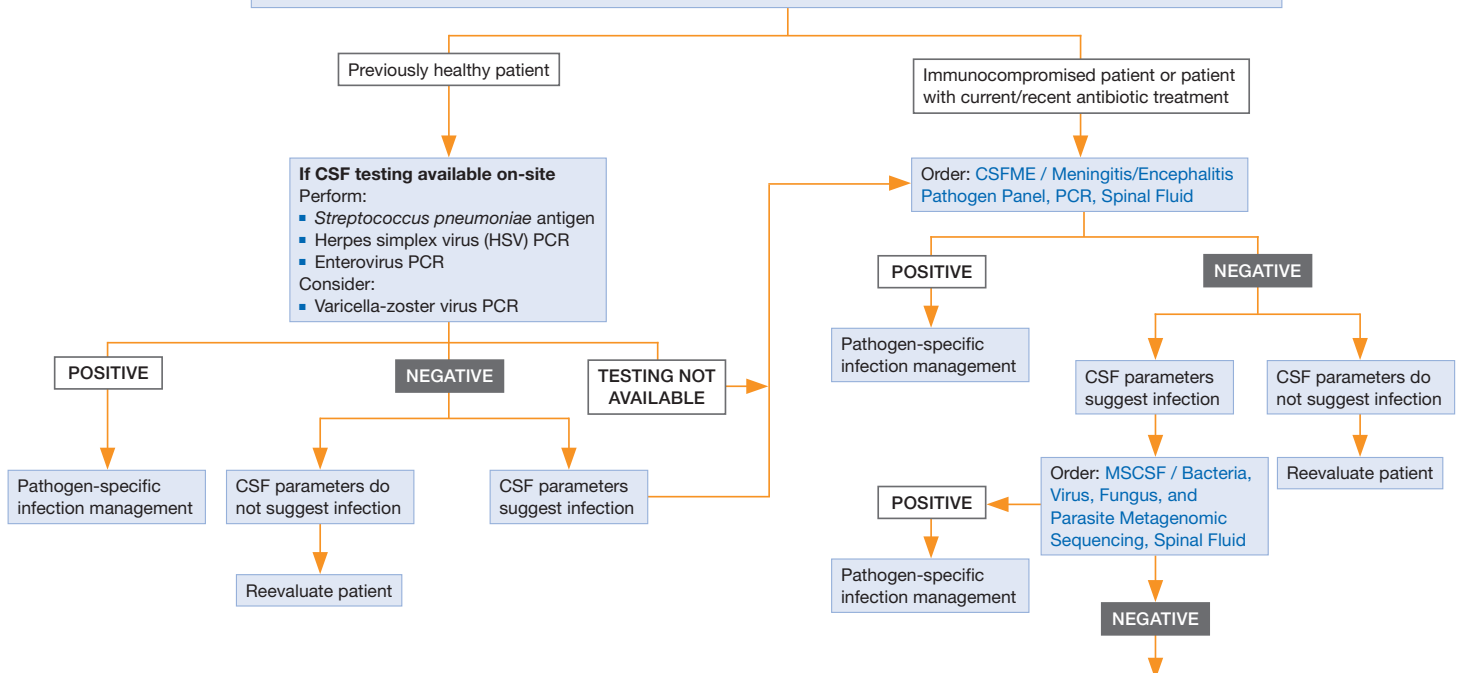 Previously healthy patient
Immunocompromised patient or patient
with current/recent antibiotic treatment
If CSF testing available on-site
Perform:
▪ Streptococcus pneumoniae antigen
▪ Herpes simplex virus (HSV) PCR
▪ Enterovirus PCR
Consider:
▪ Varicella-zoster virus PCR
Order: CSFME / Meningitis/Encephalitis
Pathogen Panel, PCR, Spinal Fluid
POSITIVE
NEGATIVE
TESTING NOT
AVAILABLE
Pathogen-specific
infection management
CSF parameters do
not suggest infection
CSF parameters
suggest infection
Reevaluate patient
POSITIVE
NEGATIVE
Pathogen-specific
infection management
CSF parameters
suggest infection
CSF parameters do
not suggest infection
Order: MSCSF / Bacteria,
Virus, Fungus, and
Parasite Metagenomic
Sequencing, Spinal Fluid
Reevaluate patient
POSITIVE
Pathogen-specific
infection management
NEGATIVE